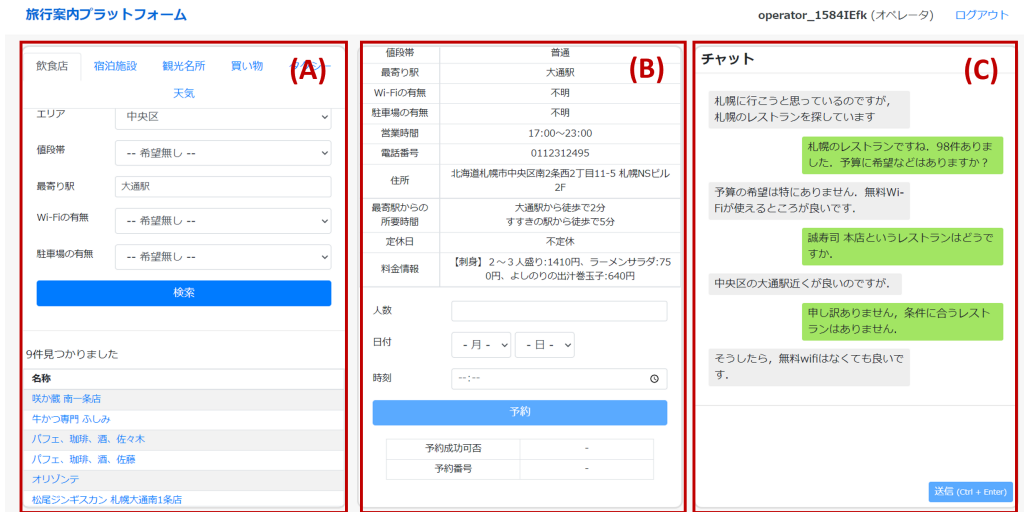 旅行案内プラットフォーム
operator_1584IEfk (オペレータ) ログアウト
飲食店 宿泊施設 観光名所 買い物
天気
(A)
エリア 中央区
値段帯 -- 希望無し --
最寄り駅 大通駅
Wi-Fiの有無 -- 希望無し --
駐車場の有無 -- 希望無し --
検索
9件見つかりました
名称
咲か蔵 南一条店
牛かつ専門 ふしみ
パフェ、珈琲、酒、佐々木
パフェ、珈琲、酒、佐藤
オリゾンテ
松尾ジンギスカン 札幌大通南1条店
(B)
値段帯 普通
最寄り駅 大通駅
Wi-Fiの有無 不明
駐車場の有無 不明
営業時間 17:00～23:00
電話番号 0112312495
住所 北海道札幌市中央区南2条西2丁目11-5 札幌NSビル
2F
最寄駅からの
所要時間
大通駅から徒歩で2分
すすきの駅から徒歩で5分
定休日 不定休
料金情報
【刺身】２～３人盛り:1410円、ラーメンサラダ:75
0円、よしのりの出汁巻玉子:640円
人数
日付 - 月 - - 日 -
時刻 --:--
予約
予約成功可否 -
予約番号 -
チャット
(C)
札幌に行こうと思っているのですが，
札幌のレストランを探しています
札幌のレストランですね．98件ありま
した．予算に希望などはありますか？
予算の希望は特にありません．無料Wi-
Fiが使えるところが良いです．
誠寿司 本店というレストランはどうで
すか．
中央区の大通駅近くが良いのですが．
申し訳ありません，条件に合うレスト
ランはありません．
そうしたら，無料wifiはなくても良いで
す．
送信 (Ctrl + Enter)